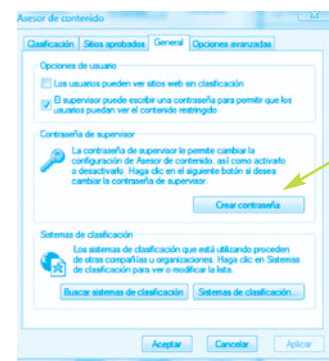 Asesor de contenido
Clasificación Sitios aprobados General Opciones avanzadas
Opciones de usuario
Los usuarios pueden ver sitios web sin clasificación
El supervisor puede escribir una contraseña para permitir que los
usuarios puedan ver el contenido restringido
Contraseña de supervisor
La contraseña de supervisor le permite cambiar la
configuración de Asesor de contenido, así como activarlo
o desactivarlo. Haga clic en el siguiente botón si desea
cambiar la contraseña de supervisor.
Crear contraseña
Sistemas de clasificación
Los sistemas de clasificación que está utilizando proceden
de otras compañías u organizaciones. Haga clic en Sistemas
de clasificación para ver o modificar la lista.
Buscar sistemas de clasificación Sistemas de clasificación...
Aceptar Cancelar Aplicar